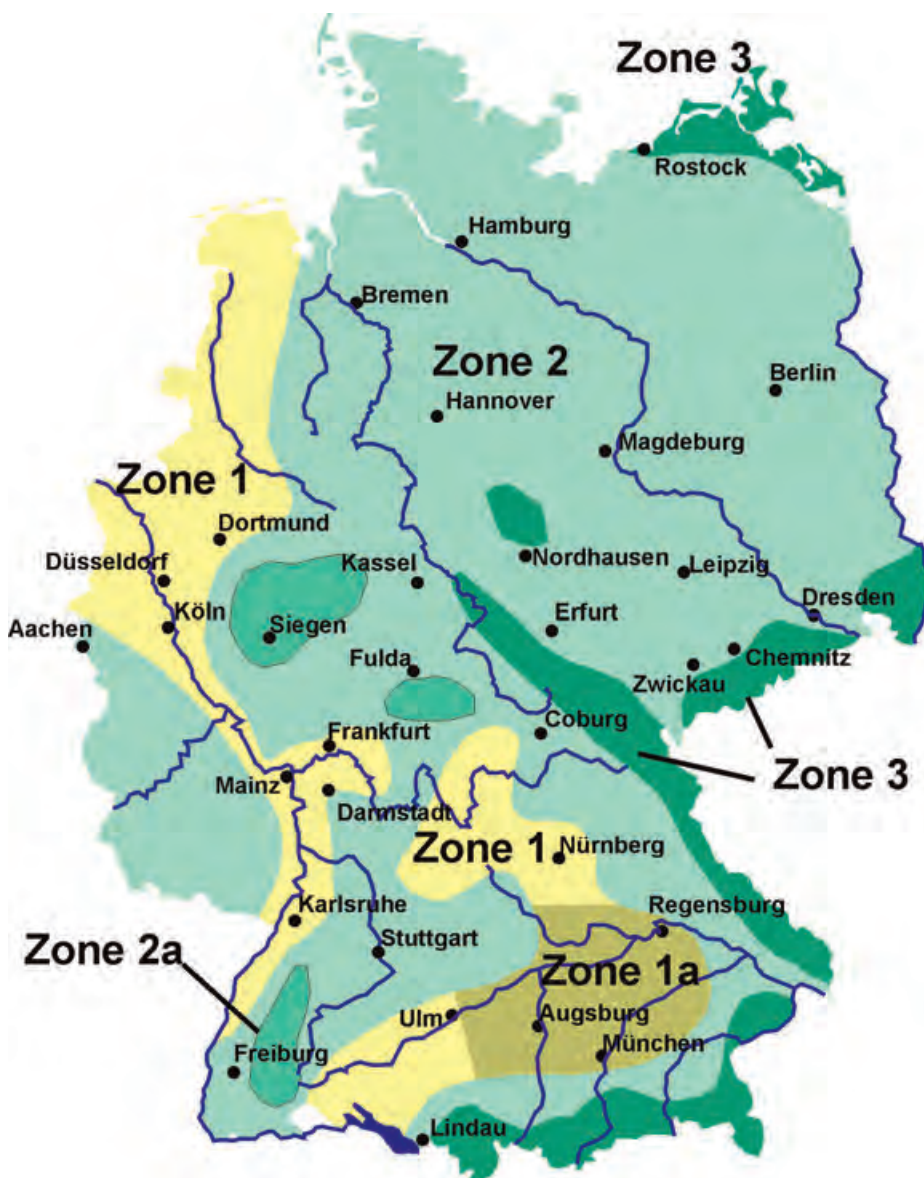 Zone 3
Rostock
Hamburg
Bremen
Zone 2
Berlin
Hannover
Magdeburg
Zone 1
Dortmund
Düsseldorf
Kassel
Nordhausen
Leipzig
Dresden
Köln
Aachen
Siegen
Erfurt
Fulda
Chemnitz
Zwickau
Coburg
Frankfurt
Zone 3
Mainz
Darmstadt
Zone 1
Nürnberg
Karlsruhe
Regensburg
Stuttgart
Zone 2a
Zone 1a
Ulm
Augsburg
München
Freiburg
Lindau